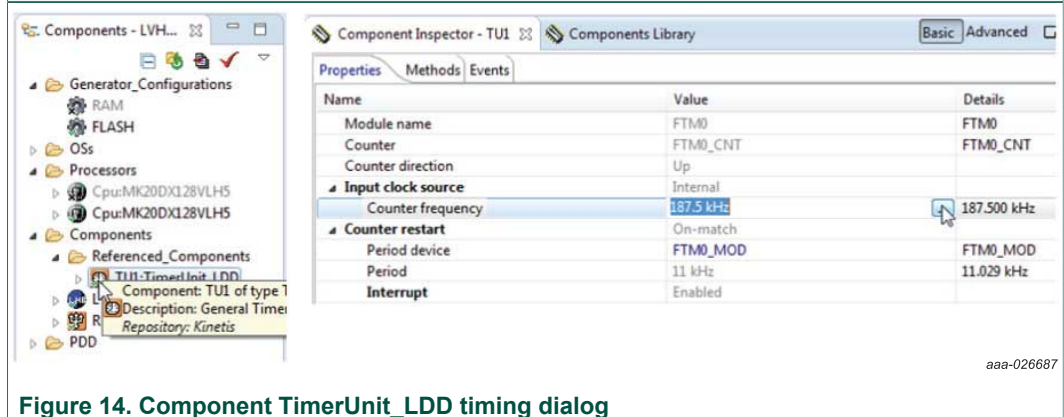 Components - LVH...
Generator_Configurations
RAM
FLASH
OSs
Processors
Cpu:MK20DX128VLH5
Cpu:MK20DX128VLH5
Components
Referenced_Components
TU1:TimerUnit_LDD
Component: TU1 of type T
Description: General Timer
Repository: Kinetis
PDD
Component Inspector - TU1 Components Library Basic Advanced
Properties Methods Events
Name Value Details
Module name FTM0 FTM0
Counter FTM0_CNT FTM0_CNT
Counter direction Up
Input clock source Internal
Counter frequency 187.5 kHz 187.500 kHz
Counter restart On-match
Period device FTM0_MOD FTM0_MOD
Period 11 kHz 11.029 kHz
Interrupt Enabled
aaa-026687
Figure 14. Component TimerUnit_LDD timing dialog